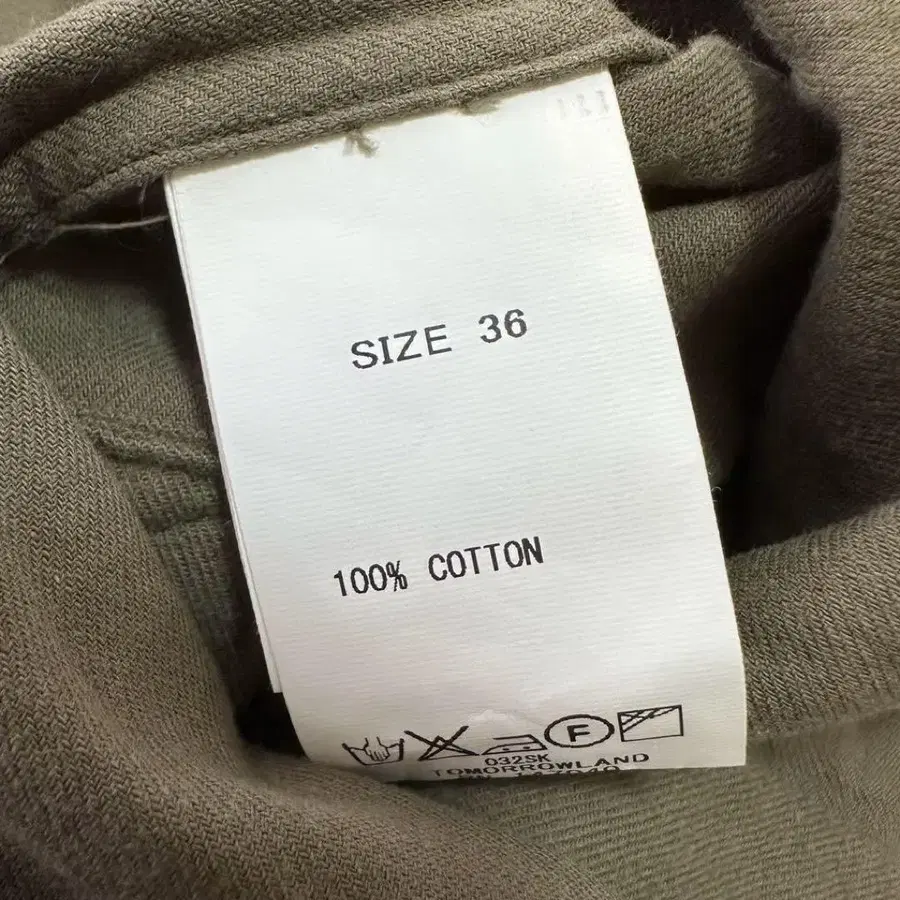 SIZE 36
100% COTTON
F
032SK
TOMORROWLAND